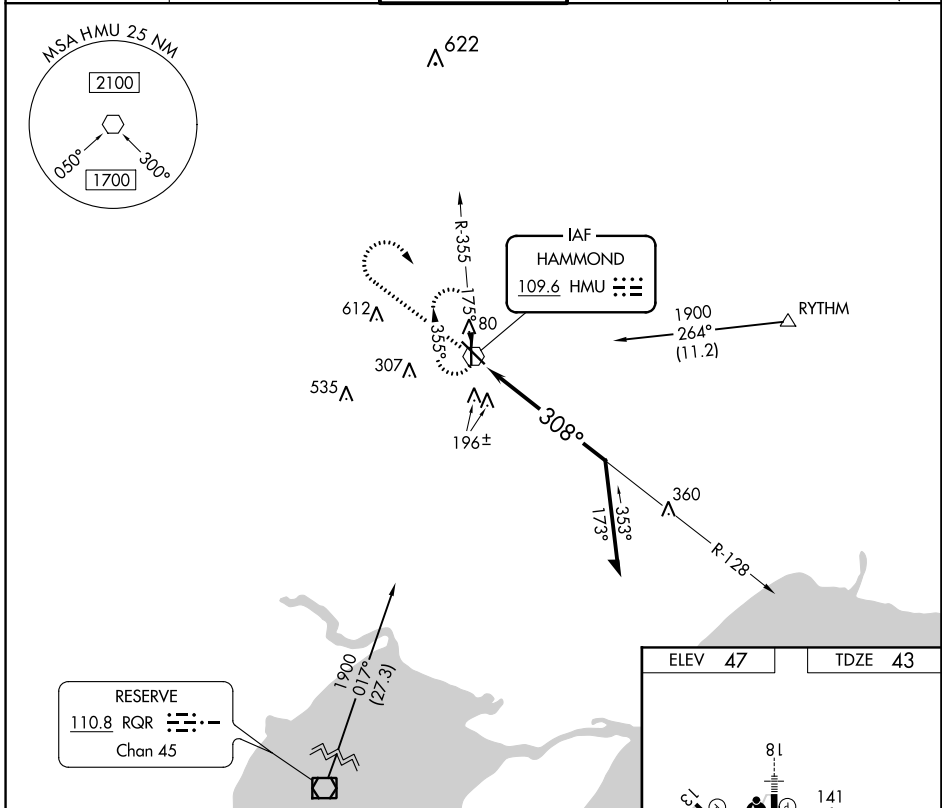 MSA HMU 25 NM
2100
050°
300°
1700
622
R-355
175°
355°
80
612
307
535
196±
IAF
HAMMOND
109.6 HMU
RYTHM
1900
264°
(11.2)
308°
360
353°
173°
R-128
1900
017°
(27.3)
RESERVE
110.8 RQR
Chan 45
ELEV 47
TDZE 43
18
13
141